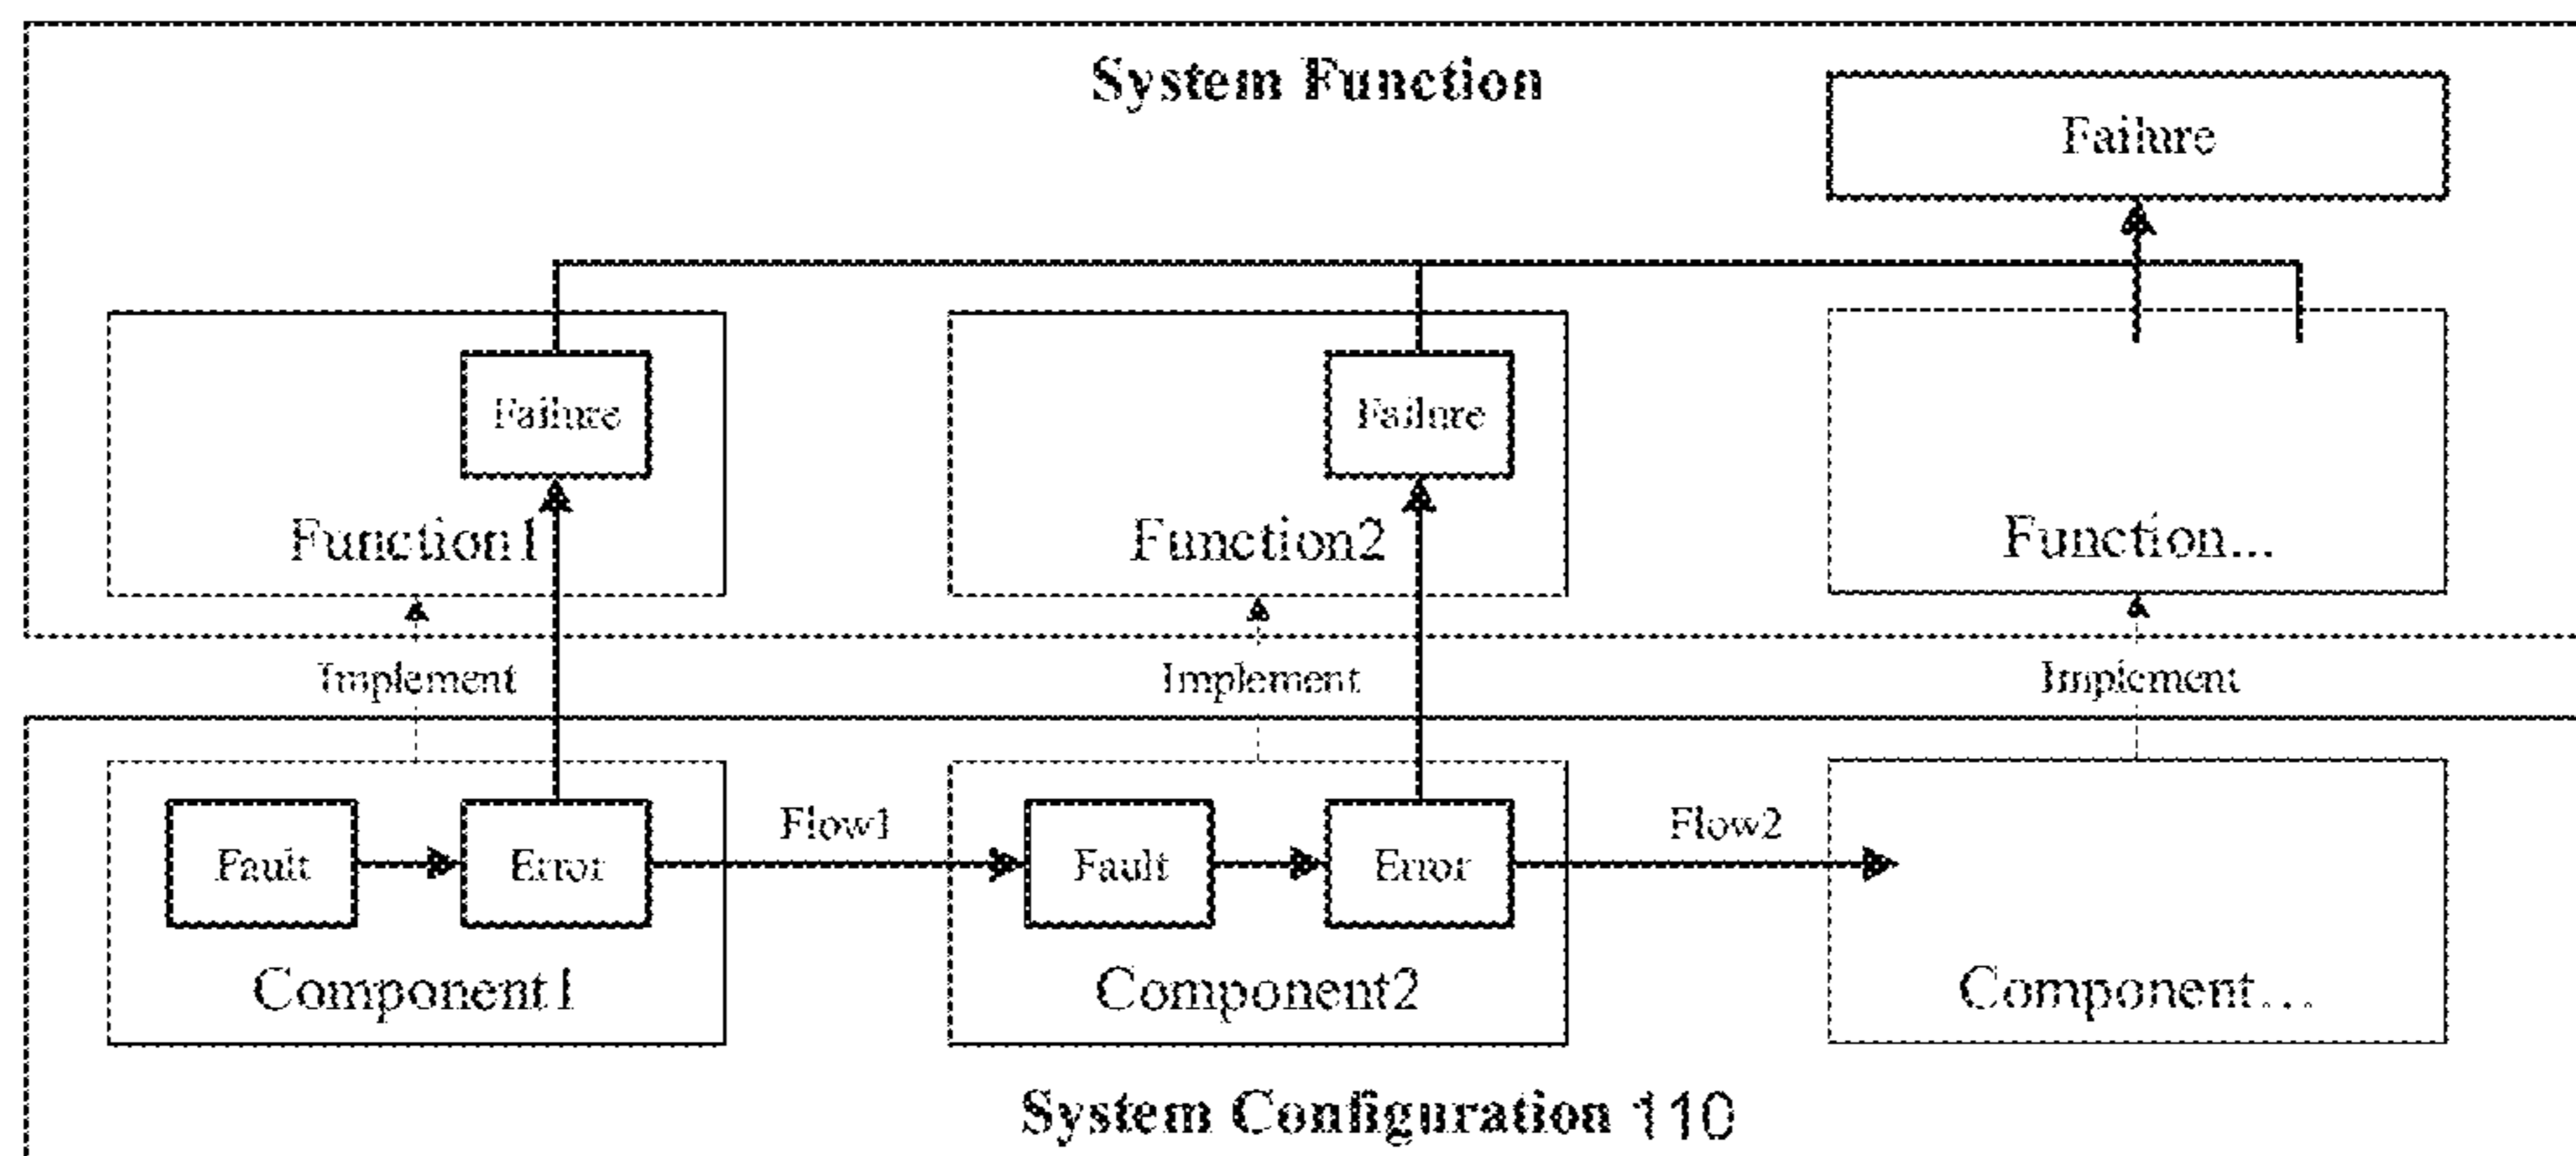 System Function
Failure
Failure
Failure
Function1
Function2
Function...
Implement
Implement
Implement
Flow1
Flow2
Fault
Error
Fault
Error
Component1
Component2
Component...
System Configuration 110